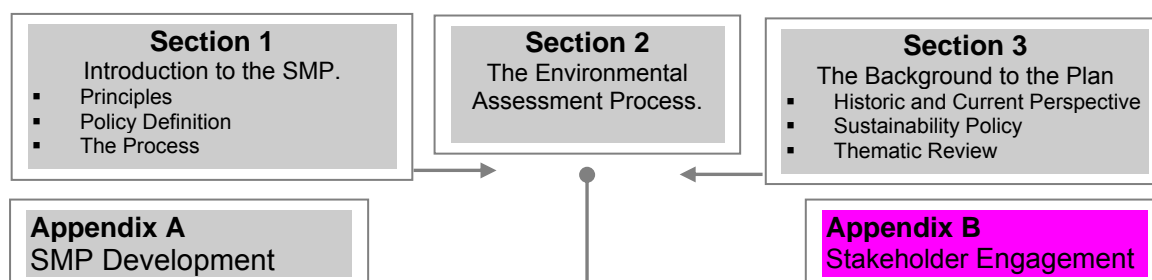 Section 1
Introduction to the SMP.
▪ Principles
▪ Policy Definition
▪ The Process
Section 2
The Environmental
Assessment Process.
Section 3
The Background to the Plan
▪ Historic and Current Perspective
▪ Sustainability Policy
▪ Thematic Review
Appendix A
SMP Development
Appendix B
Stakeholder Engagement